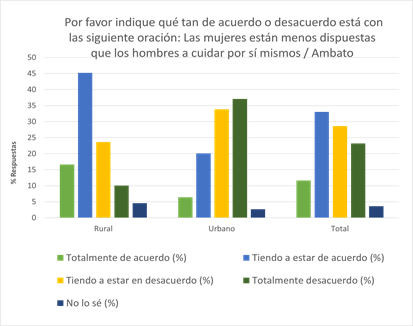 Por favor indique qué tan de acuerdo o desacuerdo está con
las siguiente oración: Las mujeres están menos dispuestas
que los hombres a cuidar por sí mismos / Ambato
50
45
40
35
30
25
20
15
10
5
0
% Respuestas
Rural Urbano Total
Totalmente de acuerdo (%) Tiendo a estar de acuerdo (%)
Tiendo a estar en desacuerdo (%) Totalmente desacuerdo (%)
No lo sé (%)